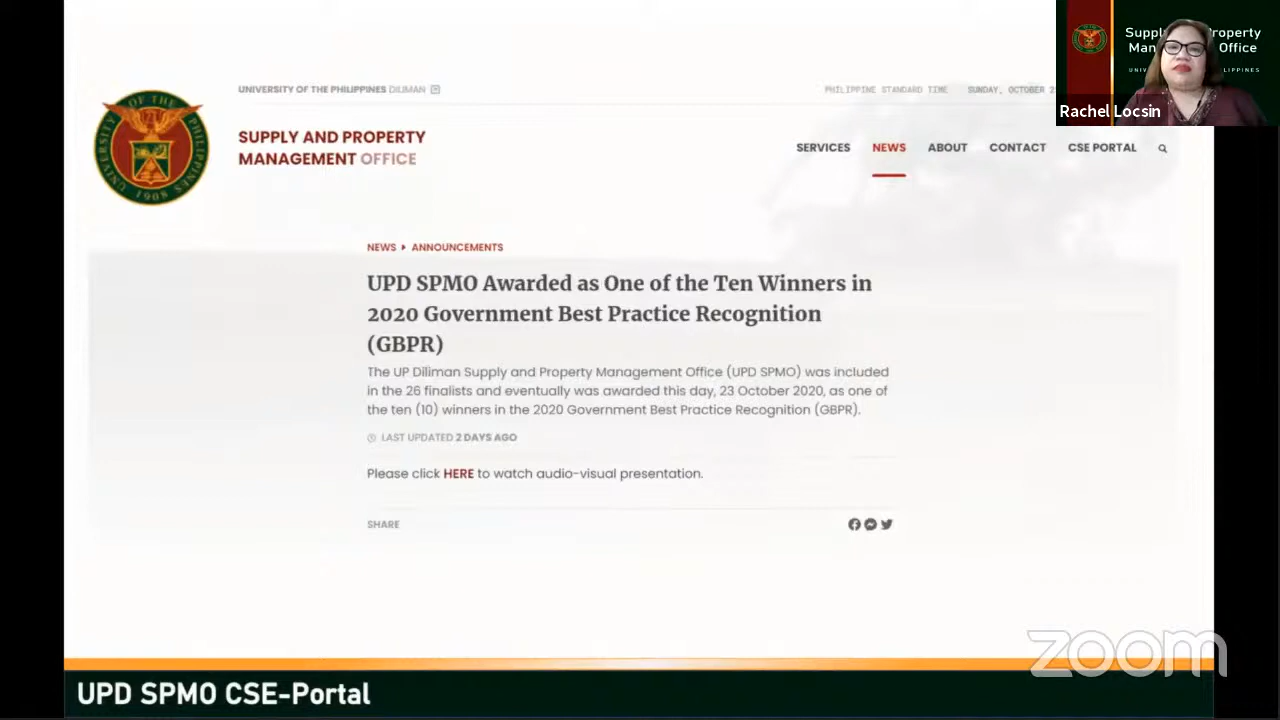 UNIVERSITY OF THE PHILIPPINES DILIMAN
PHILIPPINE STANDARD TIME SUNDAY, OCTOBER
Rachel Locsin
UNIVERSITY OF THE PHILIPPINES
1908
SUPPLY AND PROPERTY
MANAGEMENT OFFICE
SERVICES NEWS ABOUT CONTACT CSE PORTAL
NEWS ▸ ANNOUNCEMENTS
UPD SPMO Awarded as One of the Ten Winners in
2020 Government Best Practice Recognition
(GBPR)
The UP Diliman Supply and Property Management Office (UPD SPMO) was included
in the 26 finalists and eventually was awarded this day, 23 October 2020, as one of
the ten (10) winners in the 2020 Government Best Practice Recognition (GBPR).
LAST UPDATED 2 DAYS AGO
Please click HERE to watch audio-visual presentation.
SHARE
zoom
UPD SPMO CSE-Portal